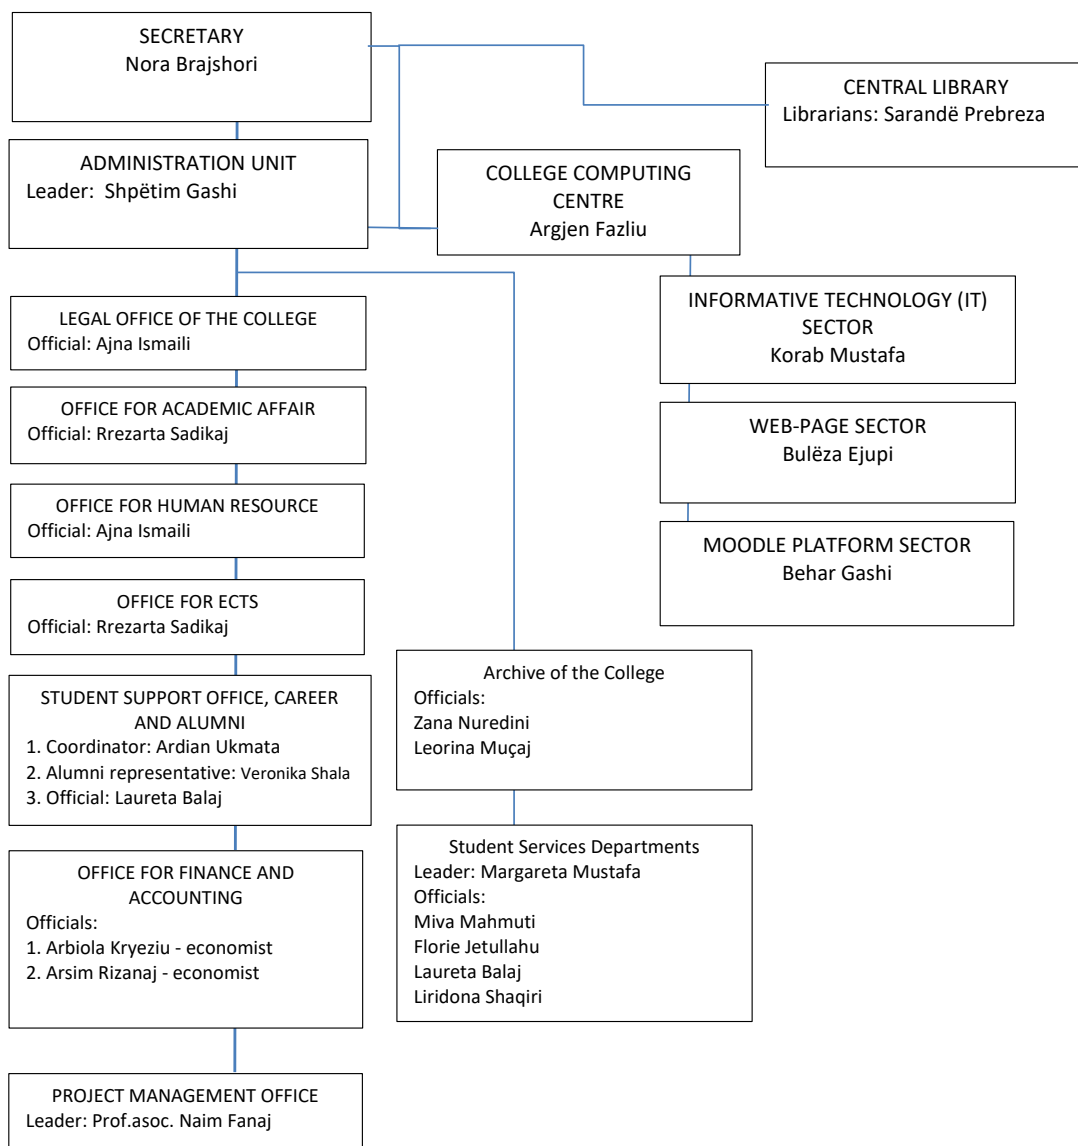 SECRETARY
Nora Brajshori
CENTRAL LIBRARY
Librarians: Sarandë Prebreza
ADMINISTRATION UNIT
Leader:  Shpëtim Gashi
COLLEGE COMPUTING
CENTRE
Argjen Fazliu
INFORMATIVE TECHNOLOGY (IT)
SECTOR
Korab Mustafa
WEB-PAGE SECTOR
Bulëza Ejupi
MOODLE PLATFORM SECTOR
Behar Gashi
LEGAL OFFICE OF THE COLLEGE
Official: Ajna Ismaili
OFFICE FOR ACADEMIC AFFAIR
Official: Rrezarta Sadikaj
OFFICE FOR HUMAN RESOURCE
Official: Ajna Ismaili
OFFICE FOR ECTS
Official: Rrezarta Sadikaj
STUDENT SUPPORT OFFICE, CAREER
AND ALUMNI
1. Coordinator: Ardian Ukmata
2. Alumni representative: Veronika Shala
3. Official: Laureta Balaj
OFFICE FOR FINANCE AND
ACCOUNTING
Officials:
1. Arbiola Kryeziu - economist
2. Arsim Rizanaj - economist
PROJECT MANAGEMENT OFFICE
Leader: Prof.asoc. Naim Fanaj
Archive of the College
Officials:
Zana Nuredini
Leorina Muçaj
Student Services Departments
Leader: Margareta Mustafa
Officials:
Miva Mahmuti
Florie Jetullahu
Laureta Balaj
Liridona Shaqiri